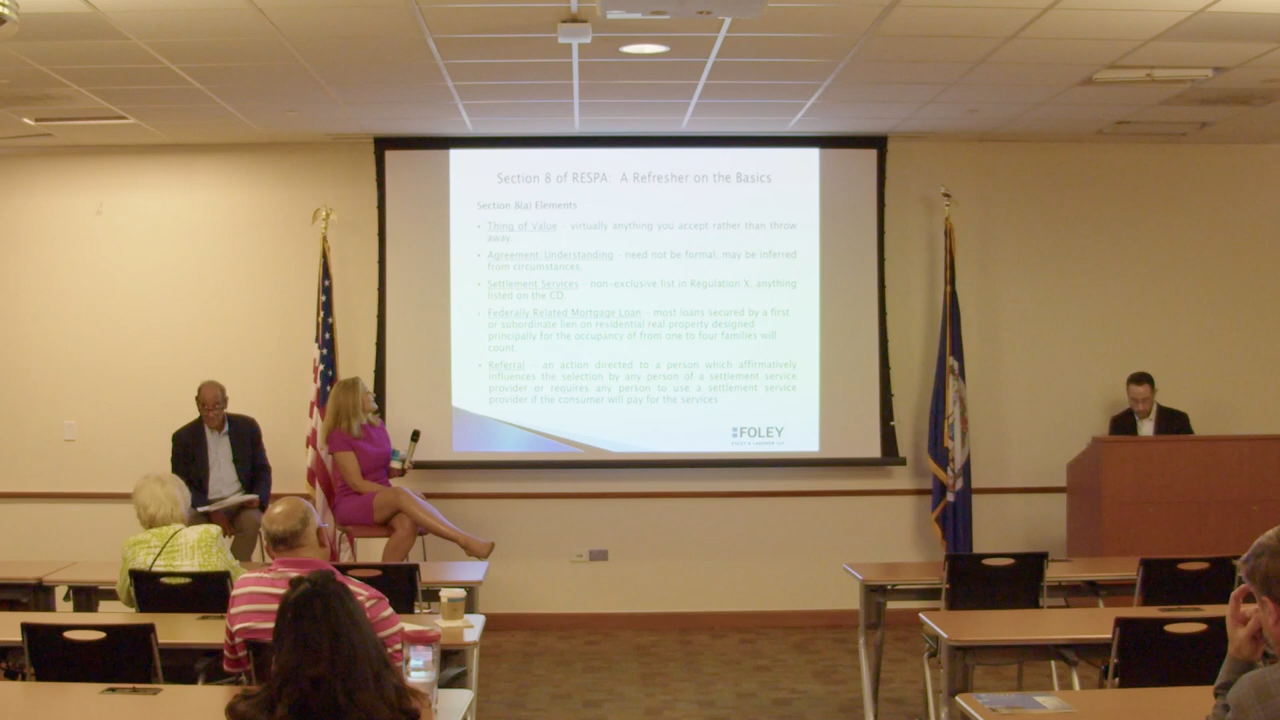 Section 8 of RESPA: A Refresher on the Basics
Section 8(a) Elements
• Thing of Value – virtually anything you accept rather than throw
away.
• Agreement Understanding – need not be formal; may be inferred
from circumstances.
• Settlement Services – non-exclusive list in Regulation X; anything
listed on the CD.
• Federally Related Mortgage Loan – most loans secured by a first
or subordinate lien on residential real property designed
principally for the occupancy of from one to four families will
count.
• Referral – an action directed to a person which affirmatively
influences the selection by any person of a settlement service
provider or requires any person to use a settlement service
provider if the consumer will pay for the services
FOLEY
FOLEY & LARDNER LLP